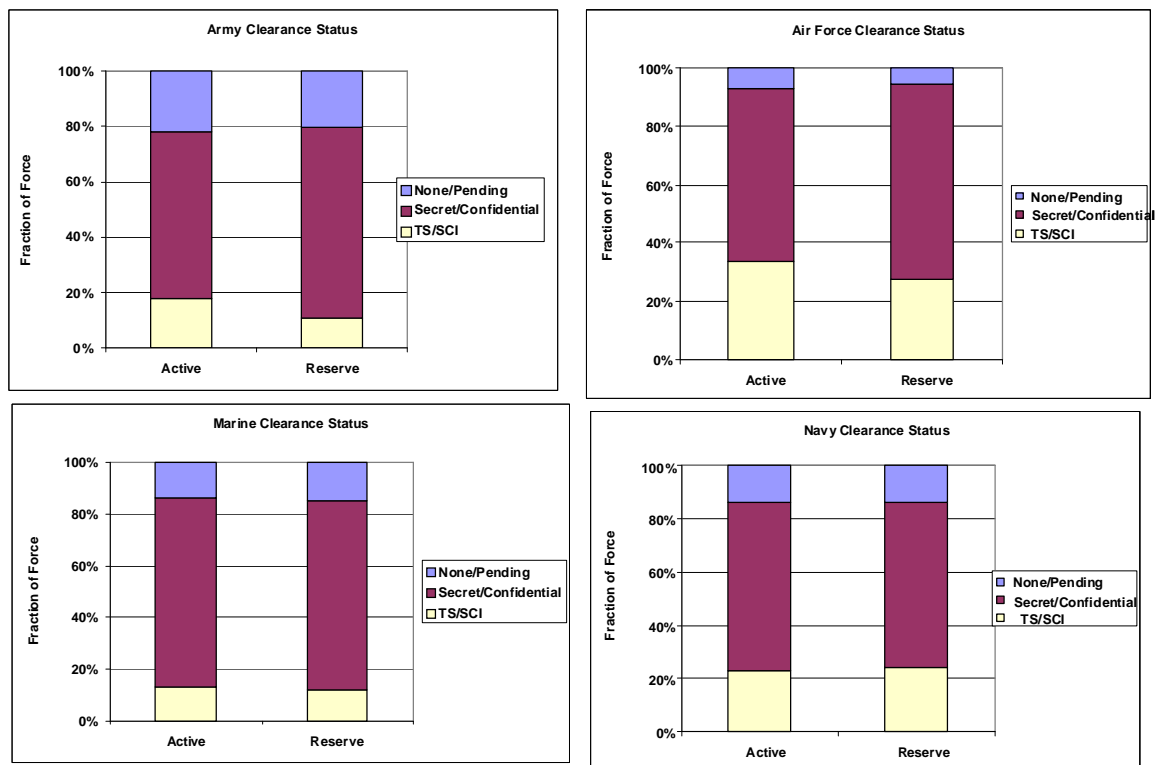 Army Clearance Status
100%
80%
60%
40%
20%
0%
Fraction of Force
Active Reserve
None/Pending
Secret/Confidential
TS/SCI
Air Force Clearance Status
100%
80%
60%
40%
20%
0%
Fraction of Force
Active Reserve
None/Pending
Secret/Confidential
TS/SCI
Marine Clearance Status
100%
80%
60%
40%
20%
0%
Fraction of Force
Active Reserve
None/Pending
Secret/Confidential
TS/SCI
Navy Clearance Status
100%
80%
60%
40%
20%
0%
Fraction of Force
Active Reserve
None/Pending
Secret/Confidential
TS/SCI